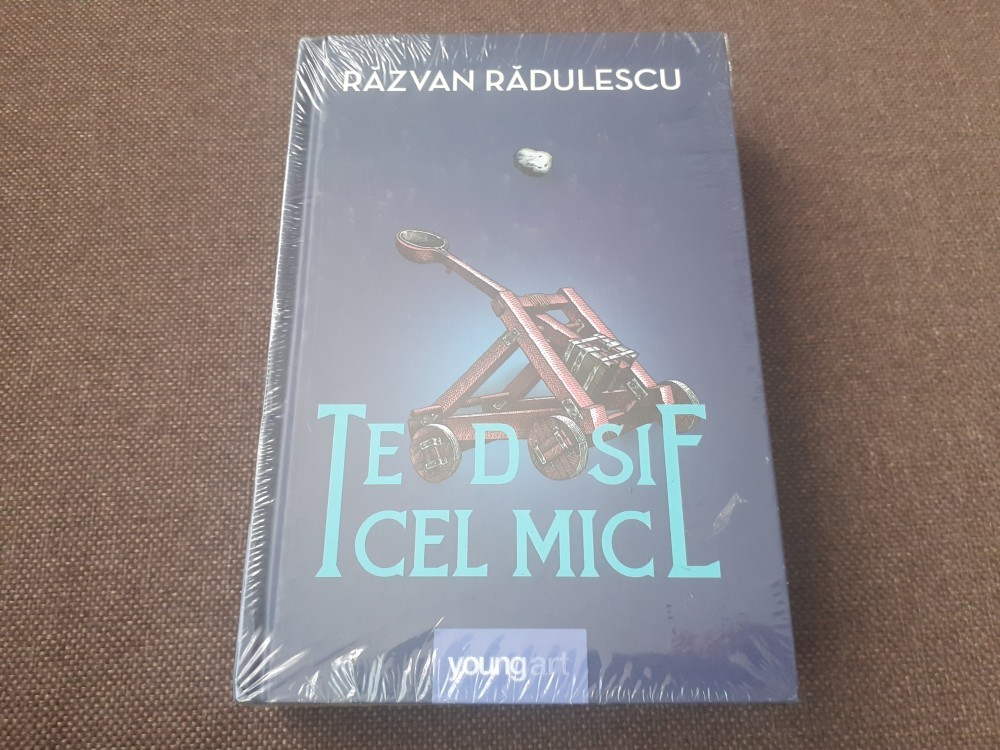 RĂZVAN RĂDULESCU
TEODOSIE
CEL MIC
youngart